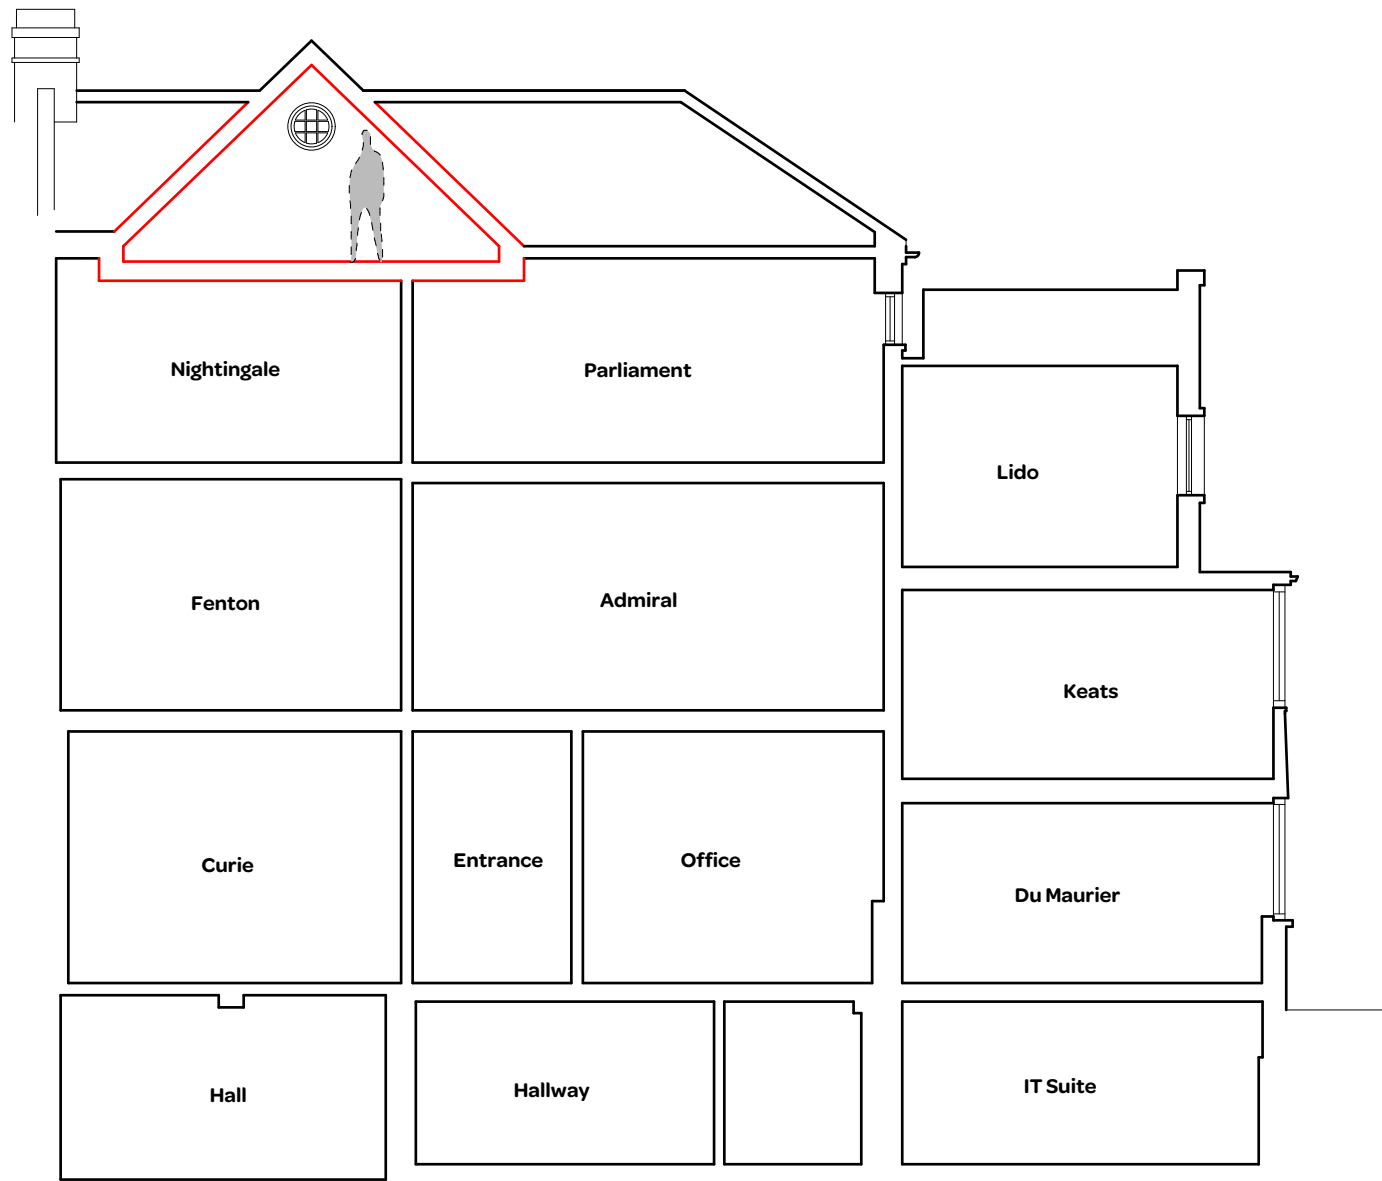 Nightingale
Parliament
Lido
Fenton
Admiral
Keats
Curie
Entrance
Office
Du Maurier
Hall
Hallway
IT Suite